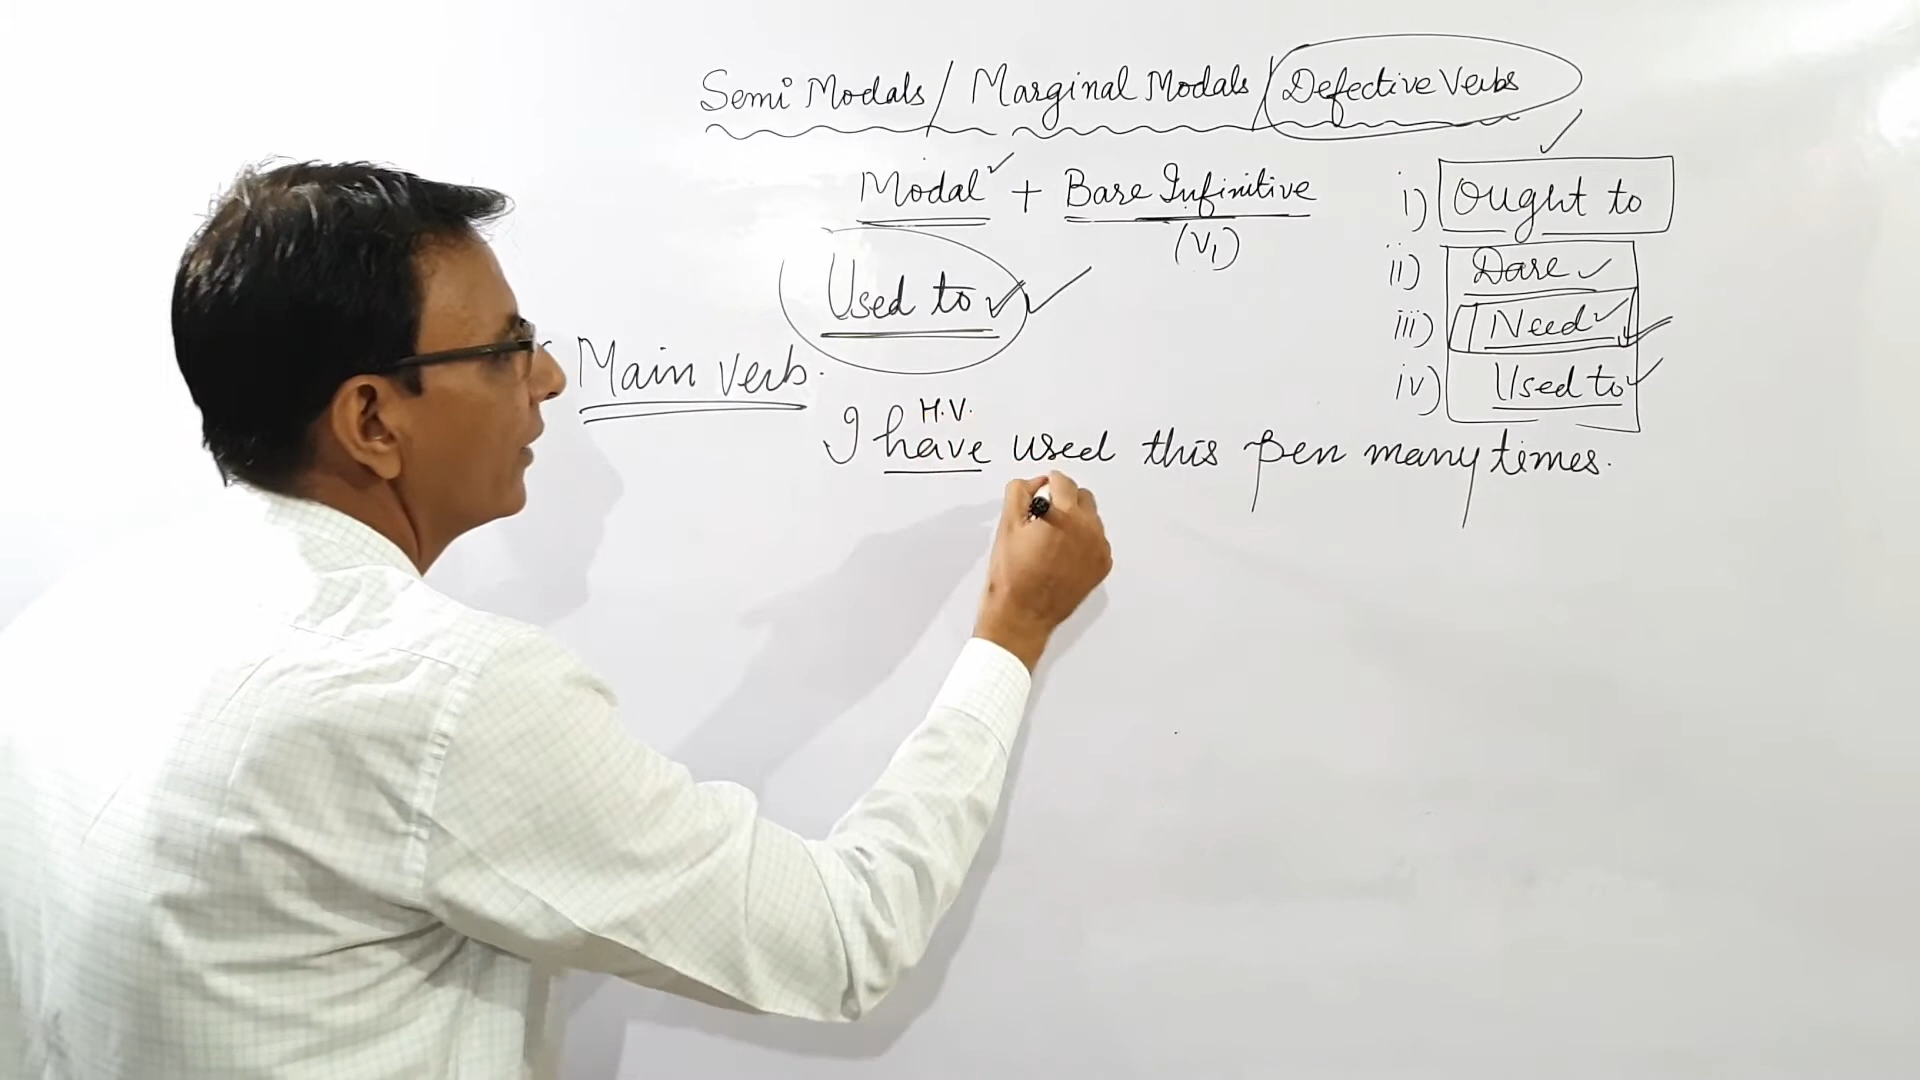 Semi Modals / Marginal Modals / Defective Verbs
Modal + Bare Infinitive
(V1)
i) Ought to
ii) Dare
iii) Need
iv) Used to
Used to
Main verb.
H.V.
I have used this pen many times.